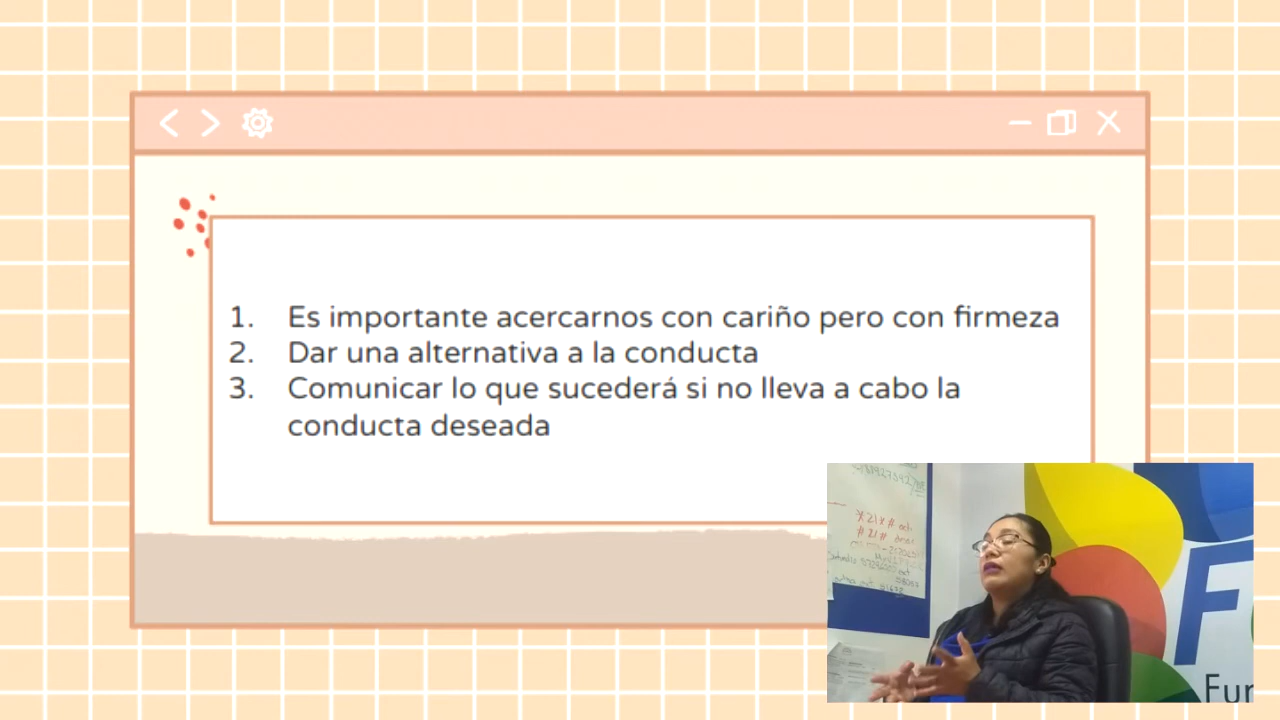 1. Es importante acercarnos con cariño pero con firmeza
2. Dar una alternativa a la conducta
3. Comunicar lo que sucederá si no lleva a cabo la
conducta deseada
F
Fur